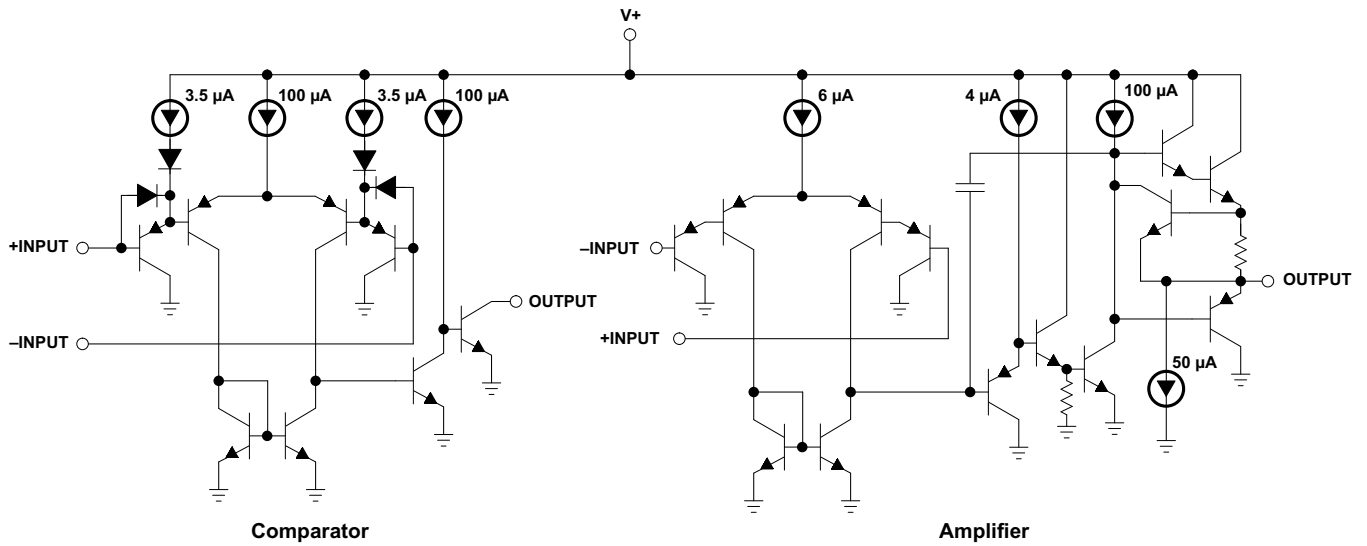 V+
3.5 µA
100 µA
3.5 µA
100 µA
6 µA
4 µA
100 µA
+INPUT
–INPUT
OUTPUT
OUTPUT
–INPUT
+INPUT
50 µA
Comparator
Amplifier